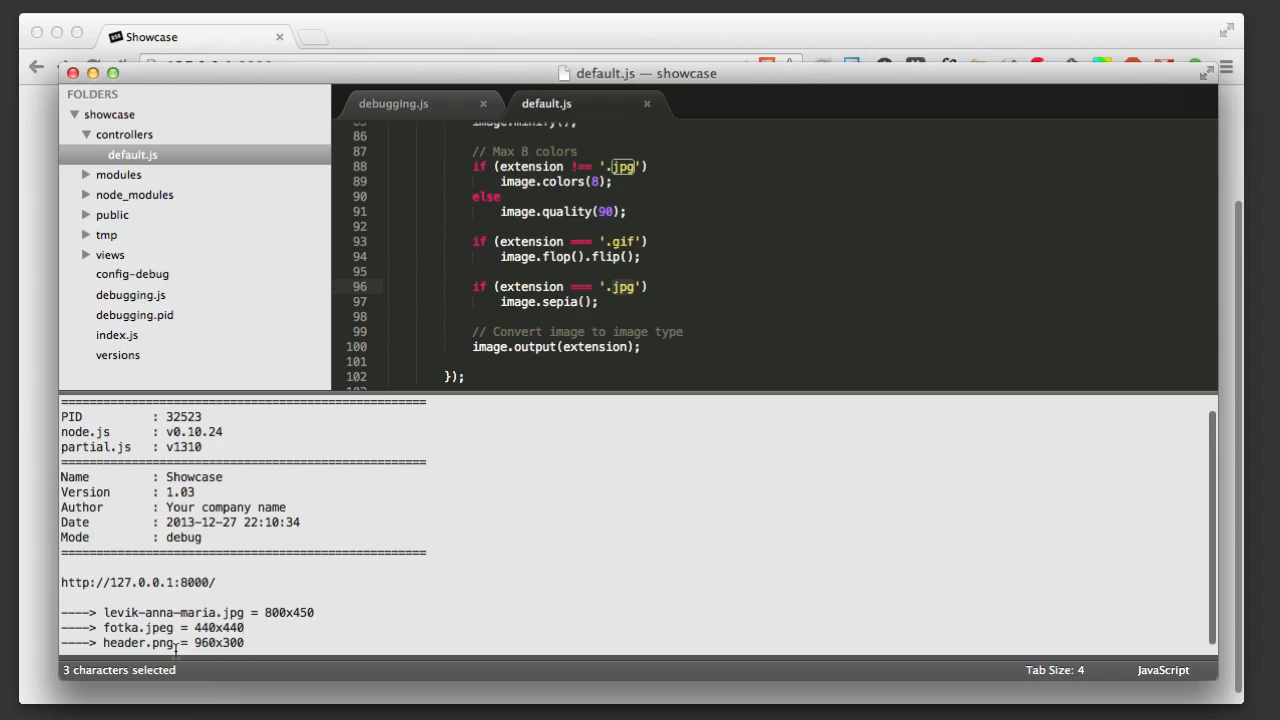 Showcase
default.js — showcase
FOLDERS
showcase
controllers
default.js
modules
node_modules
public
tmp
views
config-debug
debugging.js
debugging.pid
index.js
versions
debugging.js
default.js
image.minify();
86
87 // Max 8 colors
88 if (extension !== '.jpg')
89 image.colors(8);
90 else
91 image.quality(90);
92
93 if (extension === '.gif')
94 image.flop().flip();
95
96 if (extension === '.jpg')
97 image.sepia();
98
99 // Convert image to image type
100 image.output(extension);
101
102 });
====================================================
PID : 32523
node.js : v0.10.24
partial.js : v1310
====================================================
Name : Showcase
Version : 1.03
Author : Your company name
Date : 2013-12-27 22:10:34
Mode : debug
====================================================
http://127.0.0.1:8000/
----> levik-anna-maria.jpg = 800x450
----> fotka.jpeg = 440x440
----> header.png = 960x300
3 characters selected
Tab Size: 4
JavaScript